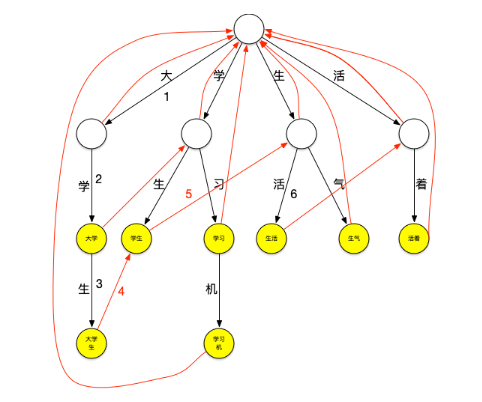 大 学 生 活
1
学 2 生 习 活 气 着
5 6
大学 学生 学习 生活 生气 活着
生 3 机
4
大学
生
学习
机